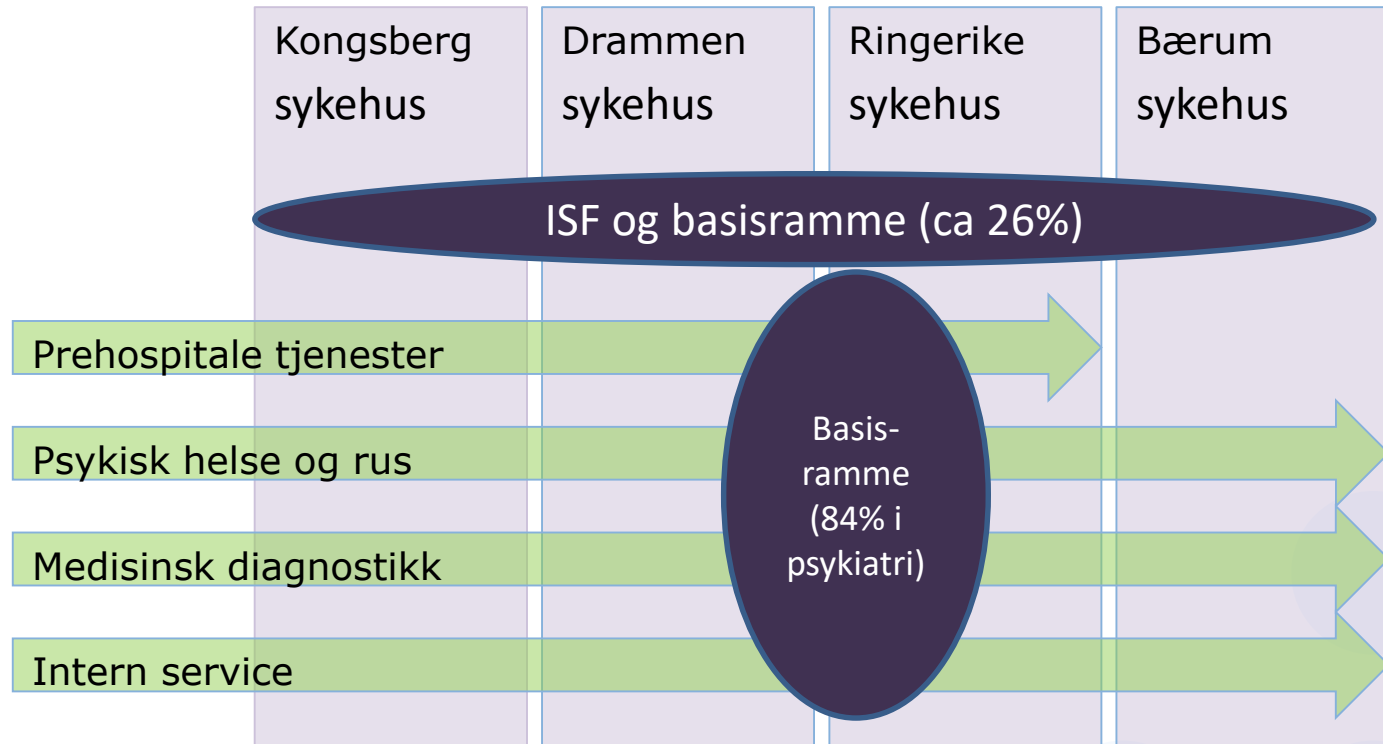 Kongsberg
sykehus
Drammen
sykehus
Ringerike
sykehus
Bærum
sykehus
ISF og basisramme (ca 26%)
Prehospitale tjenester
Psykisk helse og rus
Medisinsk diagnostikk
Intern service
Basis-
ramme
(84% i
psykiatri)